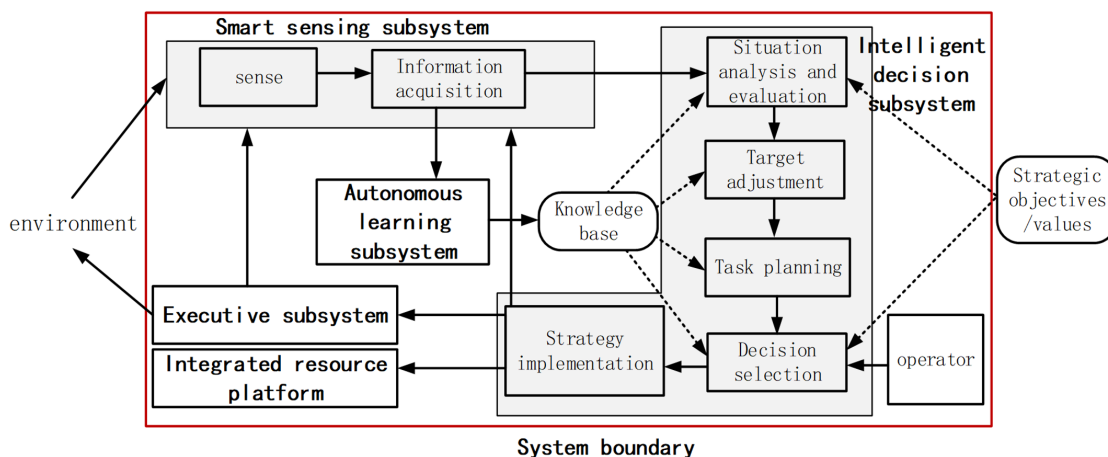 Smart sensing subsystem
sense
Information
acquisition
Situation
analysis and
evaluation
Intelligent
decision
subsystem
Target
adjustment
Autonomous
learning
subsystem
Knowledge
base
Strategic
objectives
/values
environment
Task planning
Executive subsystem
Strategy
implementation
Decision
selection
operator
Integrated resource
platform
System boundary